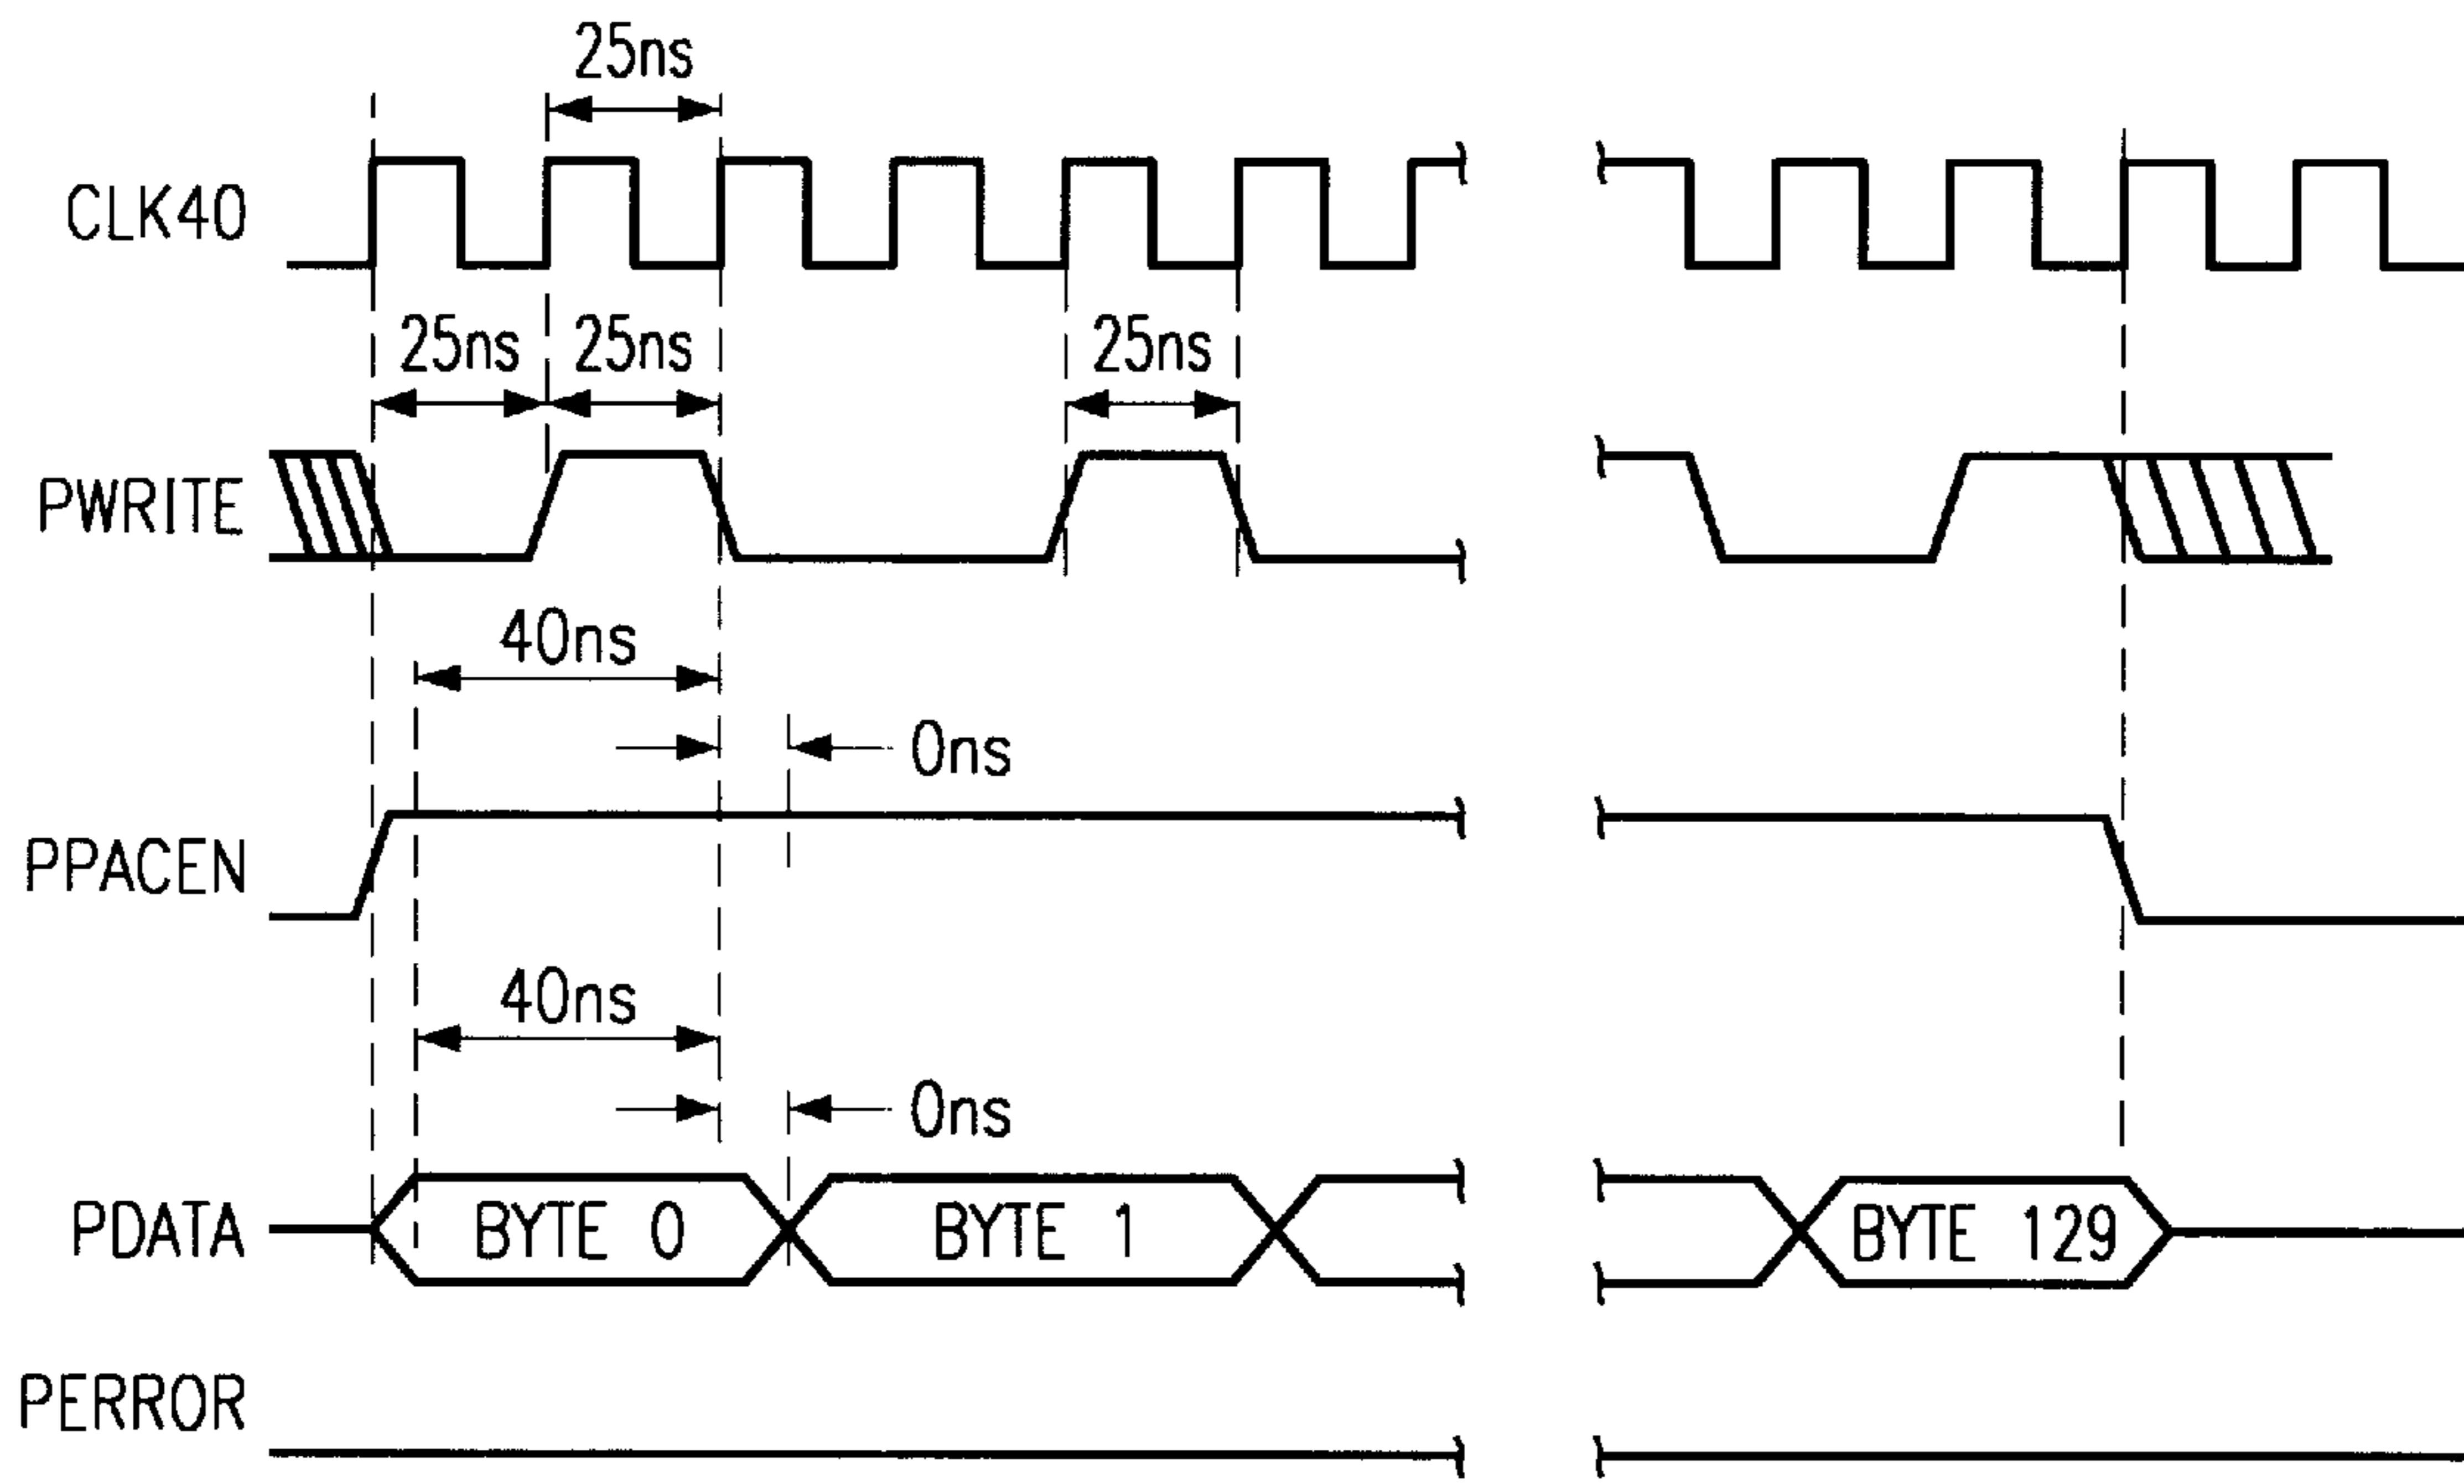 25ns
CLK40
25ns 25ns 25ns
PWRITE
40ns
0ns
PPACEN
40ns
0ns
PDATA BYTE 0 BYTE 1 BYTE 129
PERROR